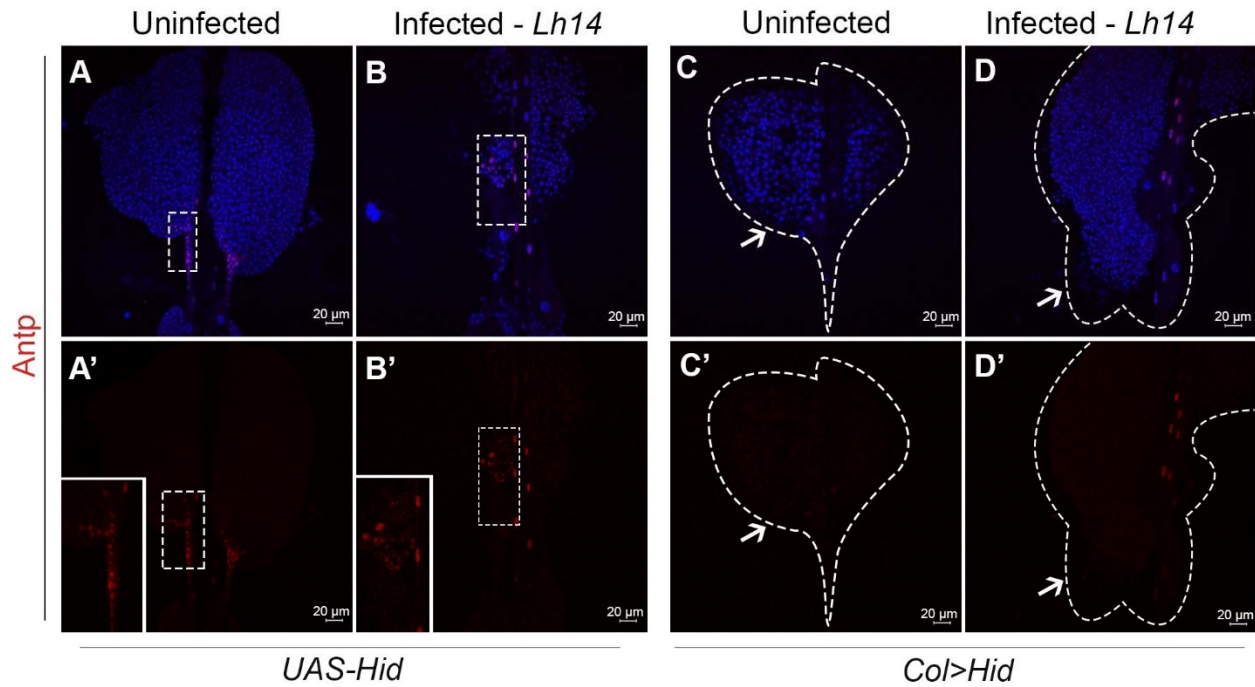 Uninfected Infected - Lh14 Uninfected Infected - Lh14
A B C D
20 µm 20 µm 20 µm 20 µm
Antp
A' B' C' D'
20 µm 20 µm 20 µm 20 µm
UAS-Hid Col>Hid